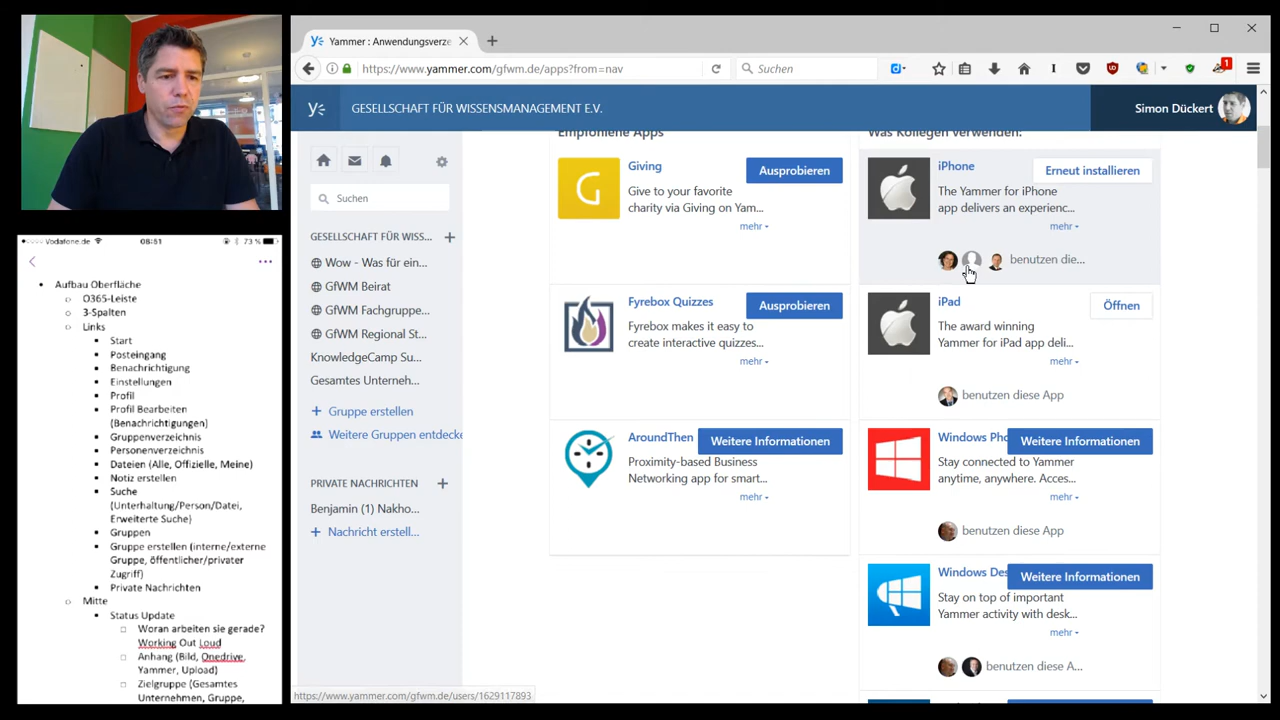 Vodafone.de 08:51 73 %
Aufbau Oberfläche
O365-Leiste
3-Spalten
Links
Start
Posteingang
Benachrichtigung
Einstellungen
Profil
Profil Bearbeiten
(Benachrichtigungen)
Gruppenverzeichnis
Personenverzeichnis
Dateien (Alle, Offizielle, Meine)
Notiz erstellen
Suche
(Unterhaltung/Person/Datei,
Erweiterte Suche)
Gruppen
Gruppe erstellen (interne/externe
Gruppe, öffentlicher/privater
Zugriff)
Private Nachrichten
Mitte
Status Update
Woran arbeiten sie gerade?
Working Out Loud
Anhang (Bild, Onedrive,
Yammer, Upload)
Zielgruppe (Gesamtes
Unternehmen, Gruppe,
Yammer : Anwendungsverze
https://www.yammer.com/gfwm.de/apps?from=nav
Suchen
1
GESELLSCHAFT FÜR WISSENSMANAGEMENT E.V.
Simon Dückert
Suchen
GESELLSCHAFT FÜR WISS...
Wow - Was für ein...
GfWM Beirat
GfWM Fachgruppe...
GfWM Regional St...
KnowledgeCamp Su...
Gesamtes Unterneh...
+ Gruppe erstellen
Weitere Gruppen entdecke
PRIVATE NACHRICHTEN
Benjamin (1) Nakho...
+ Nachricht erstell...
Empfohlene Apps
Giving
Ausprobieren
Give to your favorite
charity via Giving on Yam...
mehr
Fyrebox Quizzes
Ausprobieren
Fyrebox makes it easy to
create interactive quizzes...
mehr
AroundThen
Weitere Informationen
Proximity-based Business
Networking app for smart...
mehr
Was Kollegen verwenden:
iPhone
Erneut installieren
The Yammer for iPhone
app delivers an experienc...
mehr
benutzen die...
iPad
Öffnen
The award winning
Yammer for iPad app deli...
mehr
benutzen diese App
Windows Pho
Weitere Informationen
Stay connected to Yammer
anytime, anywhere. Acces...
mehr
benutzen diese App
Windows Des
Weitere Informationen
Stay on top of important
Yammer activity with desk...
mehr
benutzen diese A...
https://www.yammer.com/gfwm.de/users/1629117893